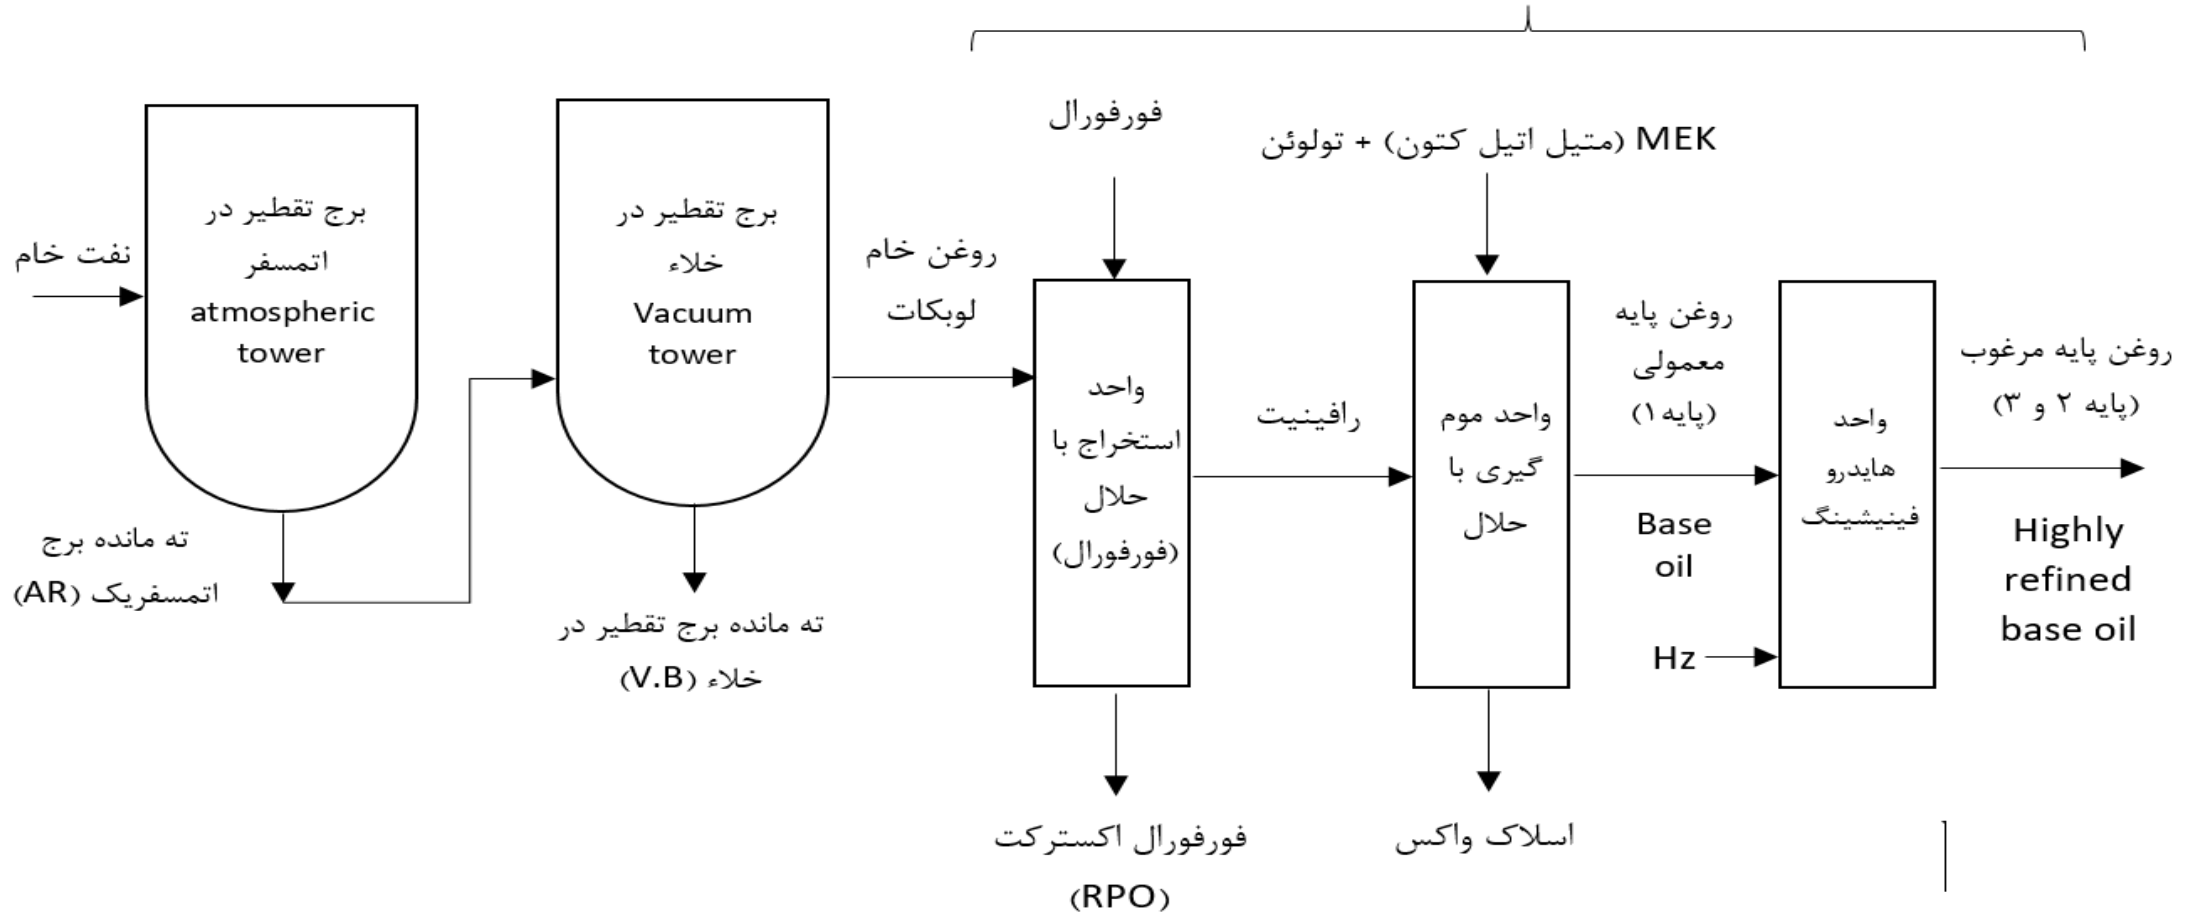 نفت خام
برج تقطیر در
اتمسفر
atmospheric
tower
ته مانده برج
اتمسفریک (AR)
برج تقطیر در
خلاء
Vacuum
tower
ته مانده برج تقطیر در
خلاء (V.B)
روغن خام
لوبکات
فورفورال
واحد
استخراج با
حلال
(فورفورال)
فورفورال اکسترکت
(RPO)
رافینیت
MEK (متیل اتیل کتون) + تولوئن
واحد موم
گیری با
حلال
اسلاک واکس
روغن پایه
معمولی
(پایه۱)
Base
oil
Hz
واحد
هایدرو
فینیشینگ
روغن پایه مرغوب
(پایه ۲ و ۳)
Highly
refined
base oil